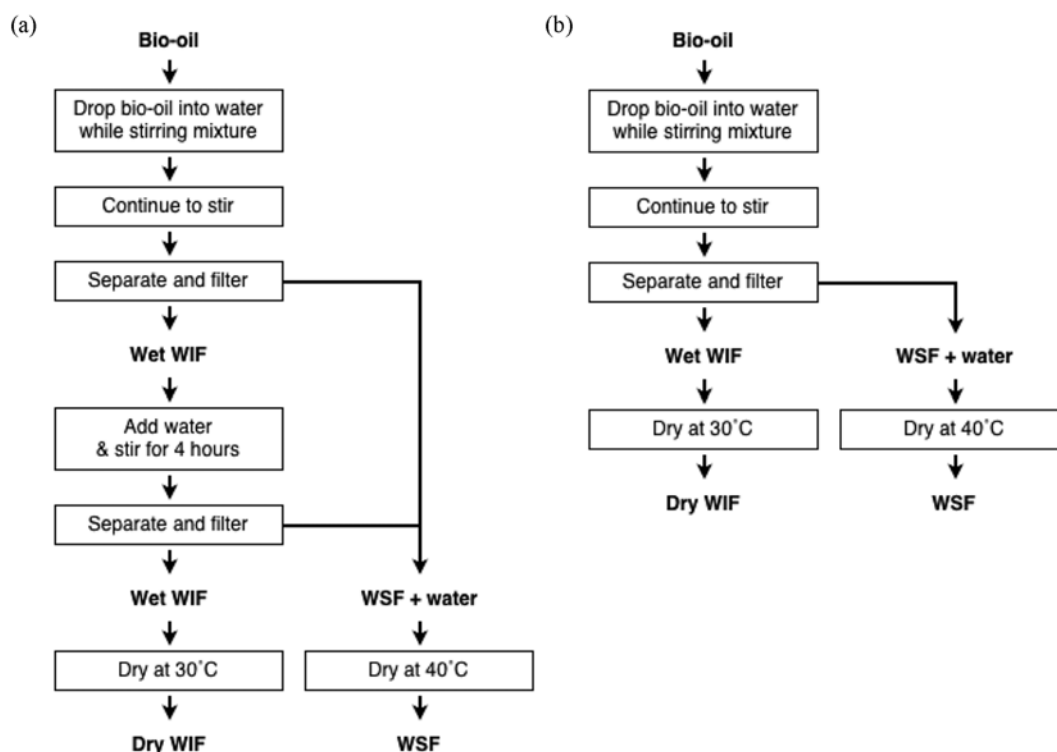 (a)
Bio-oil
Drop bio-oil into water
while stirring mixture
Continue to stir
Separate and filter
Wet WIF
Add water
& stir for 4 hours
Separate and filter
Wet WIF
WSF + water
Dry at 30˚C
Dry at 40˚C
Dry WIF
WSF
(b)
Bio-oil
Drop bio-oil into water
while stirring mixture
Continue to stir
Separate and filter
Wet WIF
WSF + water
Dry at 30˚C
Dry at 40˚C
Dry WIF
WSF